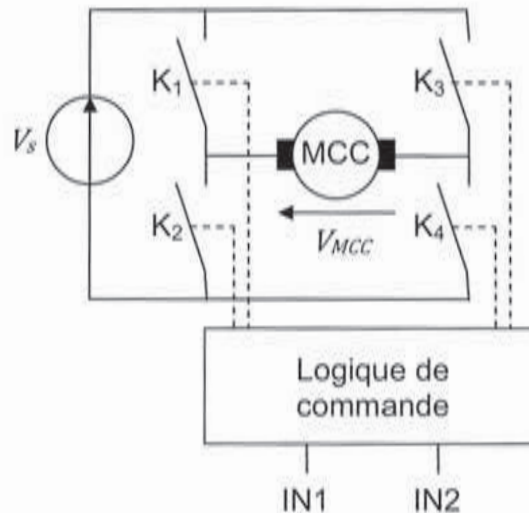 K1
K3
Vs
MCC
K2
K4
VMCC
Logique de
commande
IN1
IN2